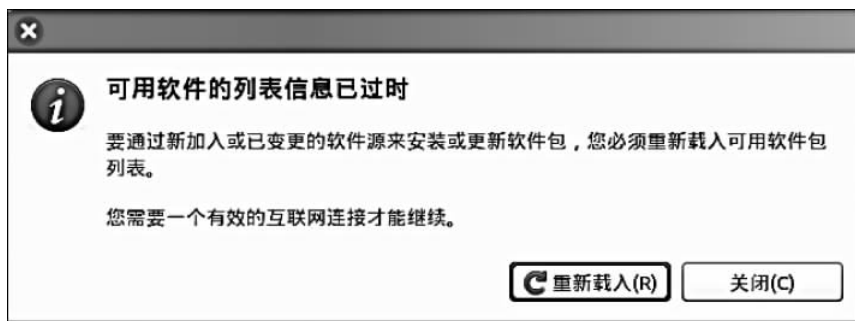 可用软件的列表信息已过时
要通过新加入或已变更的软件源来安装或更新软件包，您必须重新载入可用软件包
列表。
您需要一个有效的互联网连接才能继续。
重新载入(R) 关闭(C)